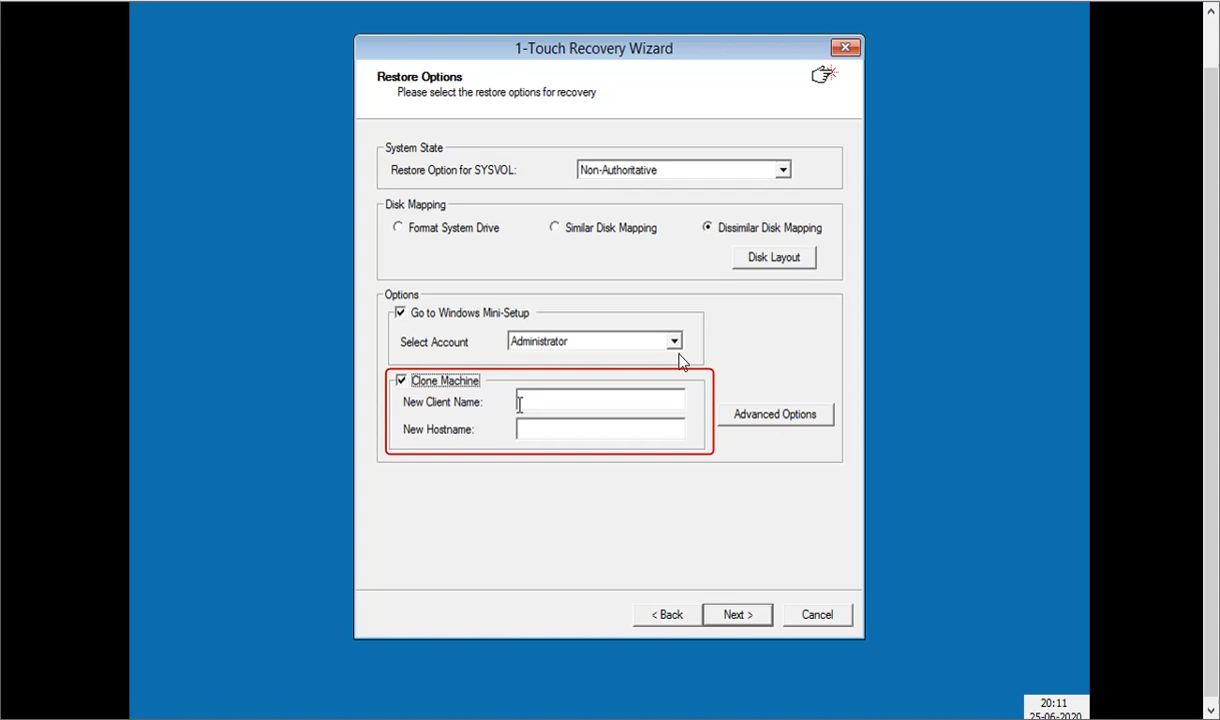 1-Touch Recovery Wizard
Restore Options
Please select the restore options for recovery
System State
Restore Option for SYSVOL:
Non-Authoritative
Disk Mapping
Format System Drive
Similar Disk Mapping
Dissimilar Disk Mapping
Disk Layout
Options
Go to Windows Mini-Setup
Select Account
Administrator
Clone Machine
New Client Name:
New Hostname:
Advanced Options
< Back
Next >
Cancel
20:11
25-06-2020